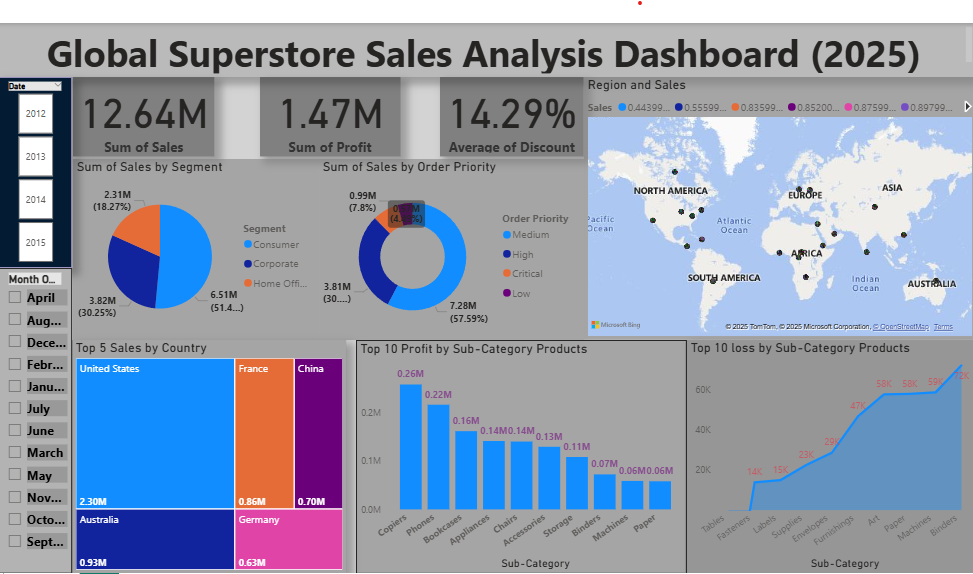 Global Superstore Sales Analysis Dashboard (2025)
Date
2012
2013
2014
2015
Month O...
April
Aug...
Dece...
Febr...
Janu...
July
June
March
May
Nov...
Octo...
Sept...
12.64M
Sum of Sales
1.47M
Sum of Profit
14.29%
Average of Discount
Sum of Sales by Segment
2.31M
(18.27%)
3.82M
(30.25%)
6.51M
(51.4...)
Segment
Consumer
Corporate
Home Offi...
Sum of Sales by Order Priority
0.99M
(7.8%)
3.81M
(30....)
7.28M
(57.59%)
Order Priority
Medium
High
Critical
Low
Region and Sales
Sales
0.44399...
0.55599...
0.83599...
0.85200...
0.87599...
0.89799...
NORTH AMERICA
EUROPE
ASIA
Pacific
Ocean
Atlantic
Ocean
AFRICA
SOUTH AMERICA
Indian
Ocean
AUSTRALIA
Microsoft Bing
© 2025 TomTom, © 2025 Microsoft Corporation, © OpenStreetMap Terms
Top 5 Sales by Country
United States
2.30M
France
0.86M
China
0.70M
Australia
0.93M
Germany
0.63M
Top 10 Profit by Sub-Category Products
0.2M
0.1M
0.0M
0.26M
0.22M
0.16M
0.14M
0.14M
0.13M
0.11M
0.07M
0.06M
0.06M
Copiers
Phones
Bookcases
Appliances
Chairs
Accessories
Storage
Binders
Machines
Paper
Sub-Category
Top 10 loss by Sub-Category Products
60K
40K
20K
14K
15K
23K
29K
47K
58K
58K
59K
72K
Tables
Fasteners
Labels
Supplies
Envelopes
Furnishings
Art
Paper
Machines
Binders
Sub-Category